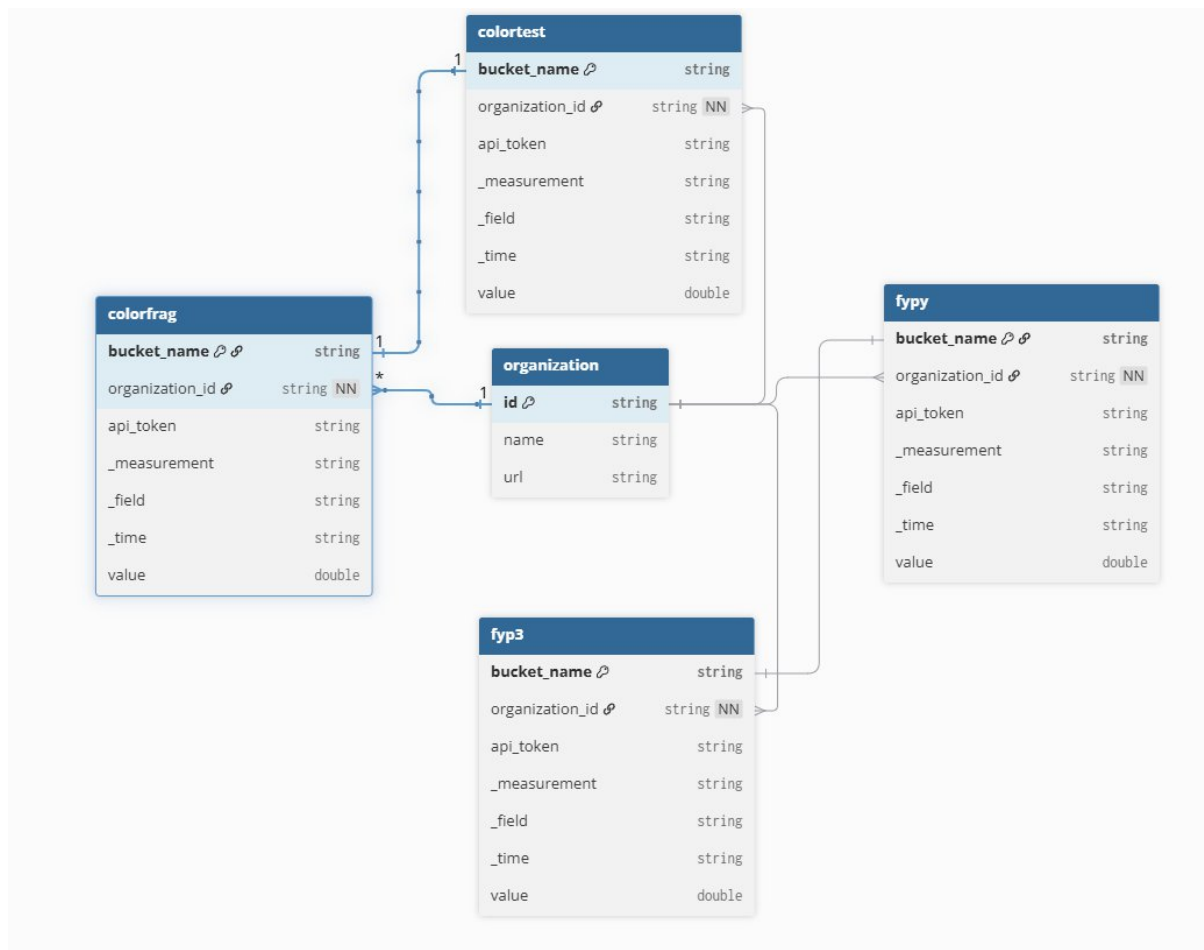 colortest
1
bucket_name string
organization_id string NN
api_token string
_measurement string
_field string
_time string
value double
colorfrag
bucket_name string
1
organization_id string NN
*
api_token string
_measurement string
_field string
_time string
value double
organization
1
id string
name string
url string
fypy
bucket_name string
organization_id string NN
api_token string
_measurement string
_field string
_time string
value double
fyp3
bucket_name string
organization_id string NN
api_token string
_measurement string
_field string
_time string
value double